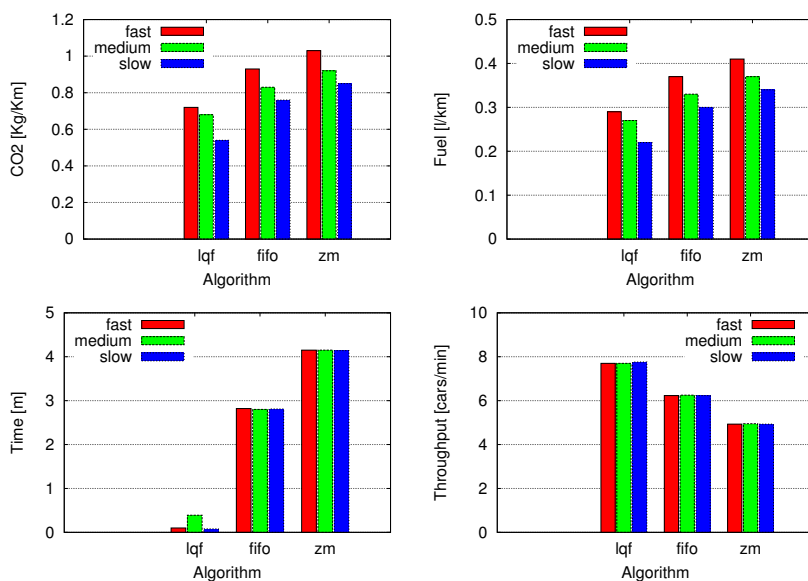 CO2 [Kg/Km]
1.2
1
0.8
0.6
0.4
0.2
0
fast
medium
slow
lqf fifo zm
Algorithm
Fuel [l/km]
0.5
0.4
0.3
0.2
0.1
0
fast
medium
slow
lqf fifo zm
Algorithm
Time [m]
5
4
3
2
1
0
fast
medium
slow
lqf fifo zm
Algorithm
Throughput [cars/min]
10
8
6
4
2
0
fast
medium
slow
lqf fifo zm
Algorithm